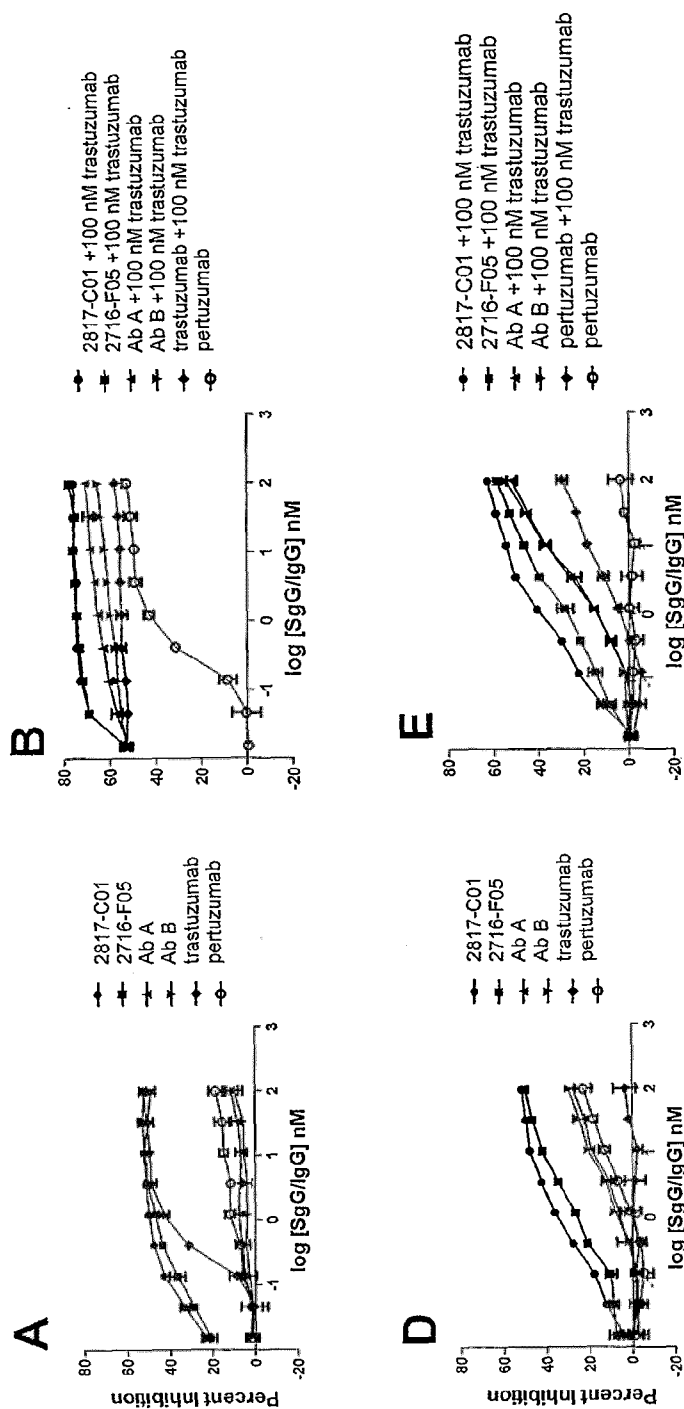 A
Percent Inhibition
80
60
40
20
0
-1 0 1 2 3
log [SgG/IgG] nM
2817-C01
2716-F05
Ab A
Ab B
trastuzumab
pertuzumab
B
80
60
40
20
0
-20
-1 0 1 2 3
log [SgG/IgG] nM
2817-C01 +100 nM trastuzumab
2716-F05 +100 nM trastuzumab
Ab A +100 nM trastuzumab
Ab B +100 nM trastuzumab
trastuzumab +100 nM trastuzumab
pertuzumab
D
Percent Inhibition
80
60
40
20
0
-20
-1 0 1 2 3
log [SgG/IgG] nM
2817-C01
2716-F05
Ab A
Ab B
trastuzumab
pertuzumab
E
80
60
40
20
0
-20
-1 0 1 2 3
log [SgG/IgG] nM
2817-C01 +100 nM trastuzumab
2716-F05 +100 nM trastuzumab
Ab A +100 nM trastuzumab
Ab B +100 nM trastuzumab
pertuzumab +100 nM trastuzumab
pertuzumab